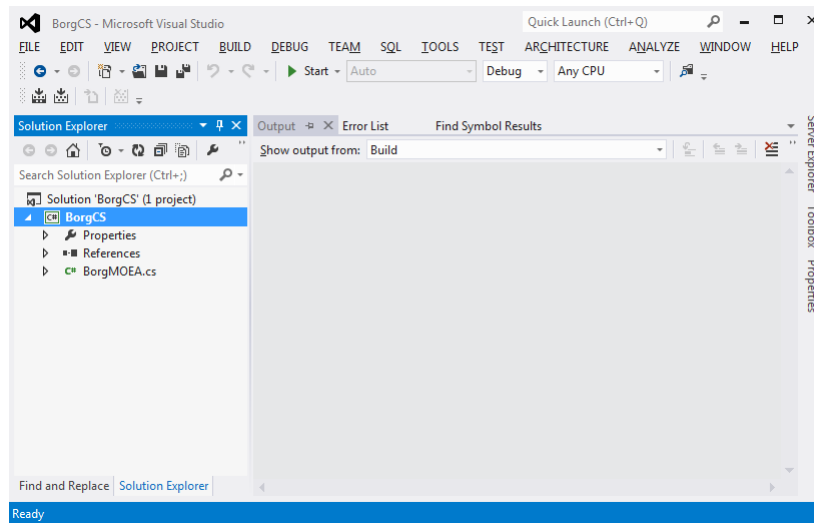 BorgCS - Microsoft Visual Studio
Quick Launch (Ctrl+Q)
FILE EDIT VIEW PROJECT BUILD DEBUG TEAM SQL TOOLS TEST ARCHITECTURE ANALYZE WINDOW HELP
Start Auto Debug Any CPU
Solution Explorer
Output Error List Find Symbol Results
Show output from: Build
Search Solution Explorer (Ctrl+;)
Solution 'BorgCS' (1 project)
C# BorgCS
Properties
References
C# BorgMOEA.cs
Server Explorer
Toolbox
Properties
Find and Replace Solution Explorer
Ready